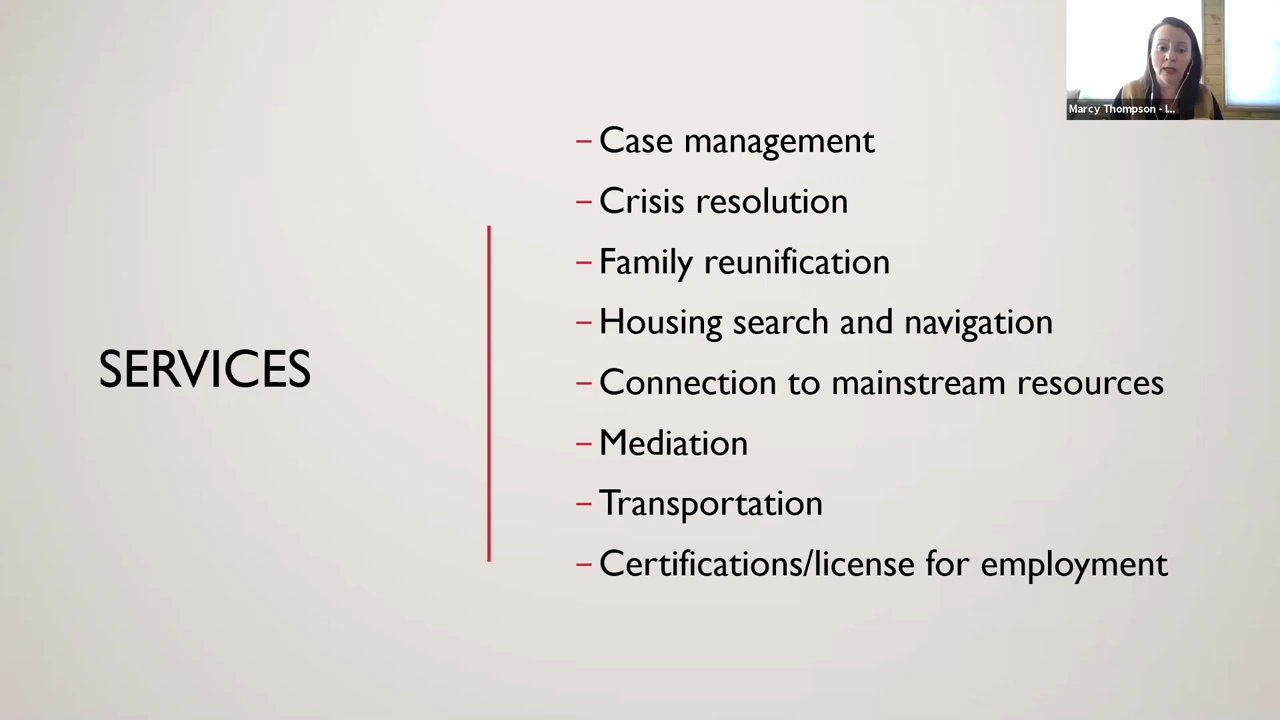 Marcy Thompson - I...
SERVICES
– Case management
– Crisis resolution
– Family reunification
– Housing search and navigation
– Connection to mainstream resources
– Mediation
– Transportation
– Certifications/license for employment